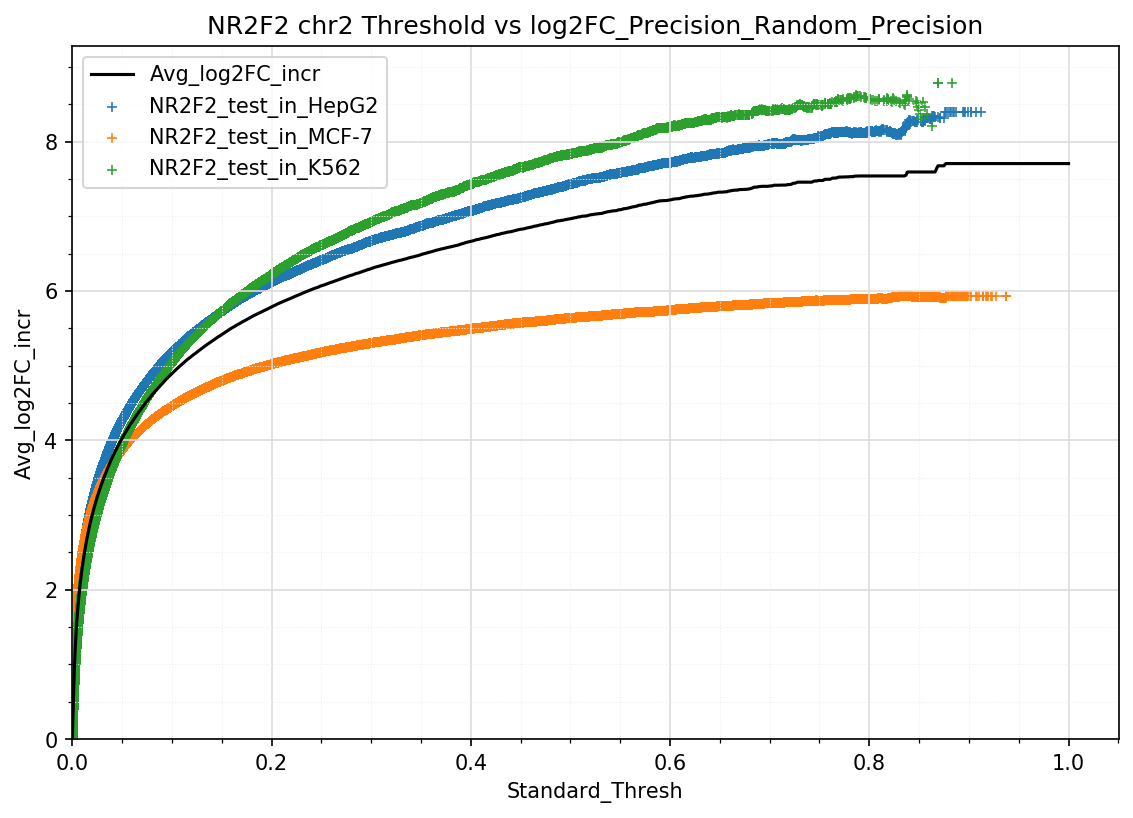 NR2F2 chr2 Threshold vs log2FC_Precision_Random_Precision
Avg_log2FC_incr
NR2F2_test_in_HepG2
NR2F2_test_in_MCF-7
NR2F2_test_in_K562
Avg_log2FC_incr
8
6
4
2
0
0.0 0.2 0.4 0.6 0.8 1.0
Standard_Thresh